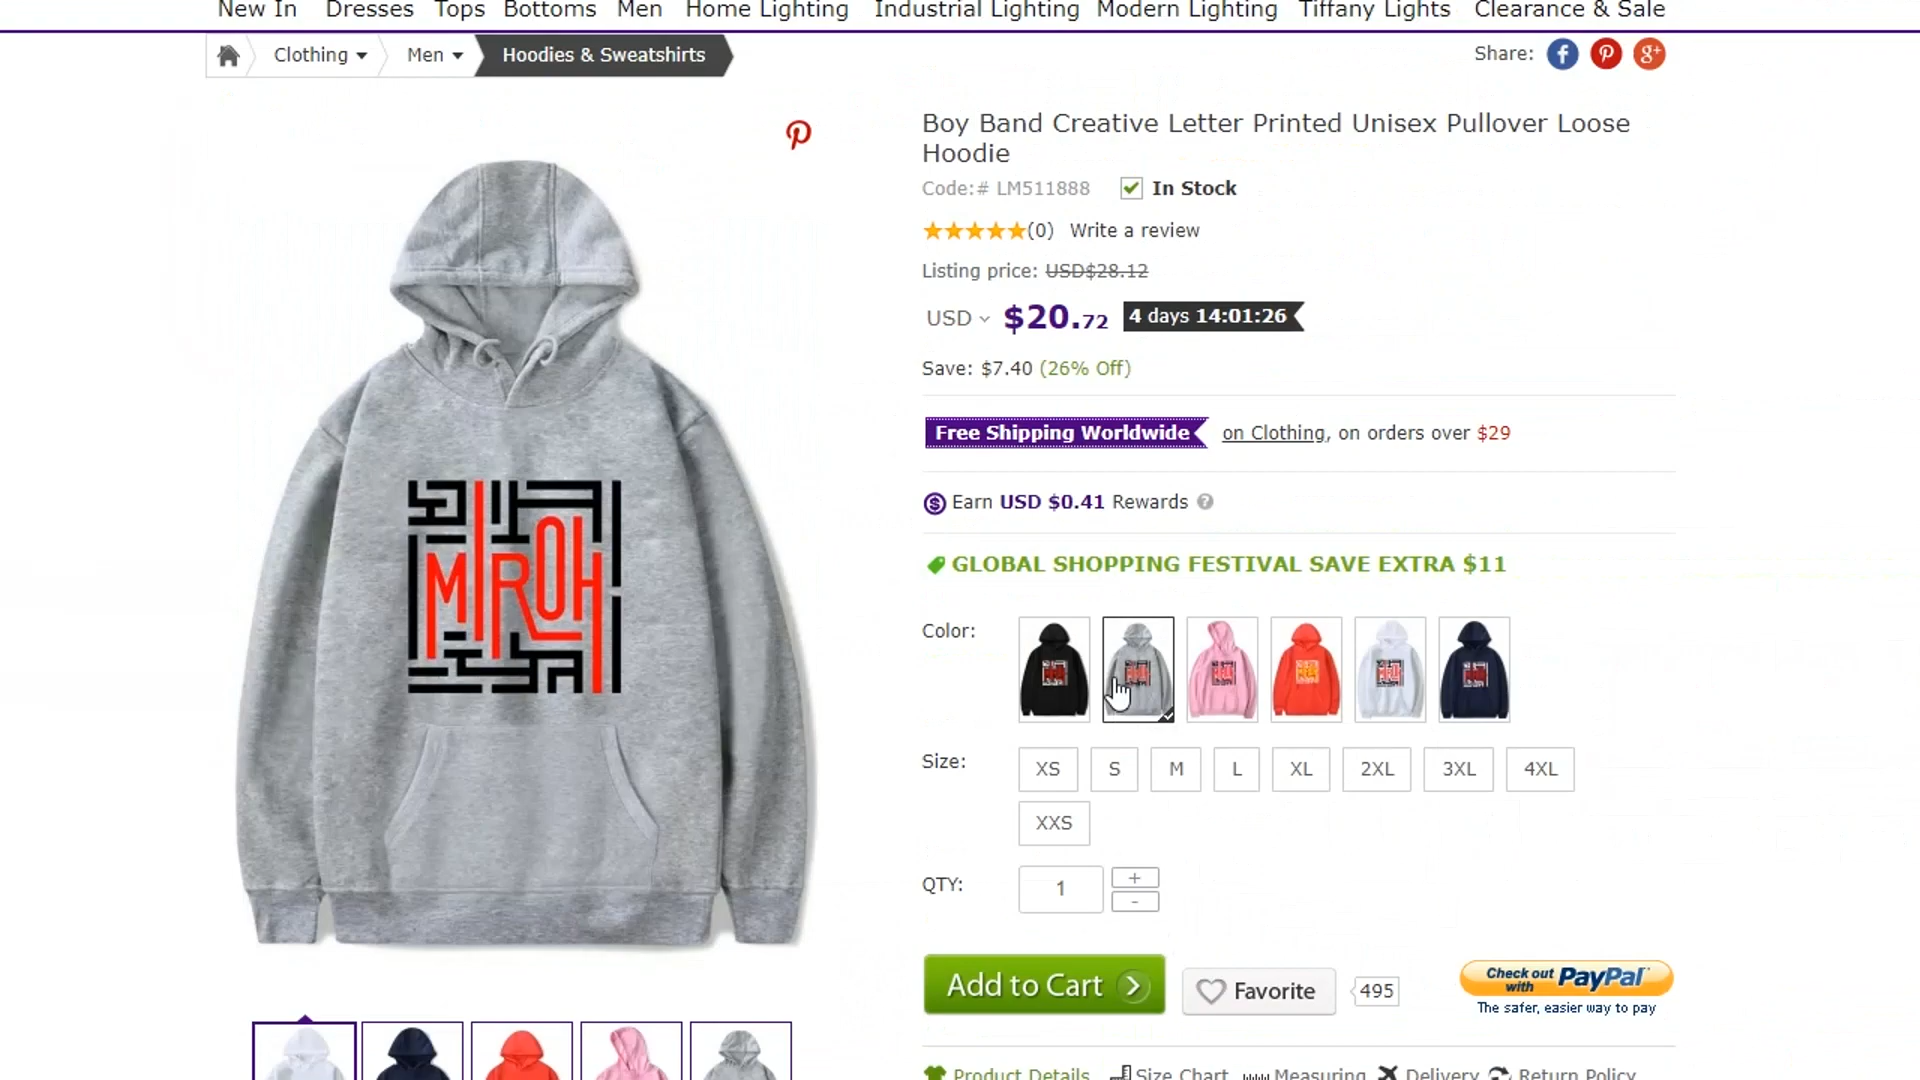 New In Dresses Tops Bottoms Men Home Lighting Industrial Lighting Modern Lighting Tiffany Lights Clearance & Sale
Clothing Men Hoodies & Sweatshirts
Share: f g+
Boy Band Creative Letter Printed Unisex Pullover Loose
Hoodie
Code:# LM511888 In Stock
(0) Write a review
Listing price: USD$28.12
USD $20.72 4 days 14:01:26
Save: $7.40 (26% Off)
Free Shipping Worldwide on Clothing, on orders over $29
Earn USD $0.41 Rewards ?
GLOBAL SHOPPING FESTIVAL SAVE EXTRA $11
MIROH
Color:
Size: XS S M L XL 2XL 3XL 4XL
XXS
QTY: 1 + -
Add to Cart Favorite 495 Check out with PayPal
The safer, easier way to pay
Product Details Size Chart Measuring Delivery Return Policy